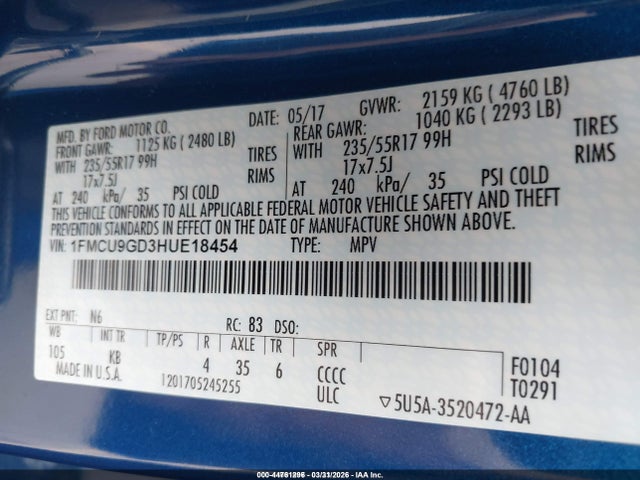 MFD. BY FORD MOTOR CO.
DATE: 05/17 GVWR: 2159 KG ( 4760 LB)
FRONT GAWR: 1125 KG ( 2480 LB)
REAR GAWR: 1040 KG ( 2293 LB)
WITH 235/55R17 99H TIRES
WITH 235/55R17 99H TIRES
17x7.5J RIMS
17x7.5J RIMS
AT 240 kPa/ 35 PSI COLD
AT 240 kPa/ 35 PSI COLD
THIS VEHICLE CONFORMS TO ALL APPLICABLE FEDERAL MOTOR VEHICLE SAFETY AND THEFT
PREVENTION STANDARDS IN EFFECT ON THE DATE OF MANUFACTURE SHOWN ABOVE.
VIN: 1FMCU9GD3HUE18454 TYPE: MPV
EXT PNT: N6 RC: 83 DSO:
WB INT TR TP/PS R AXLE TR SPR
105 KB 4 35 6 CCCC F0104
MADE IN U.S.A. 1201705245255 ULC T0291
▽5U5A-3520472-AA
000-44761296 - 03/31/2026 - IAA Inc.